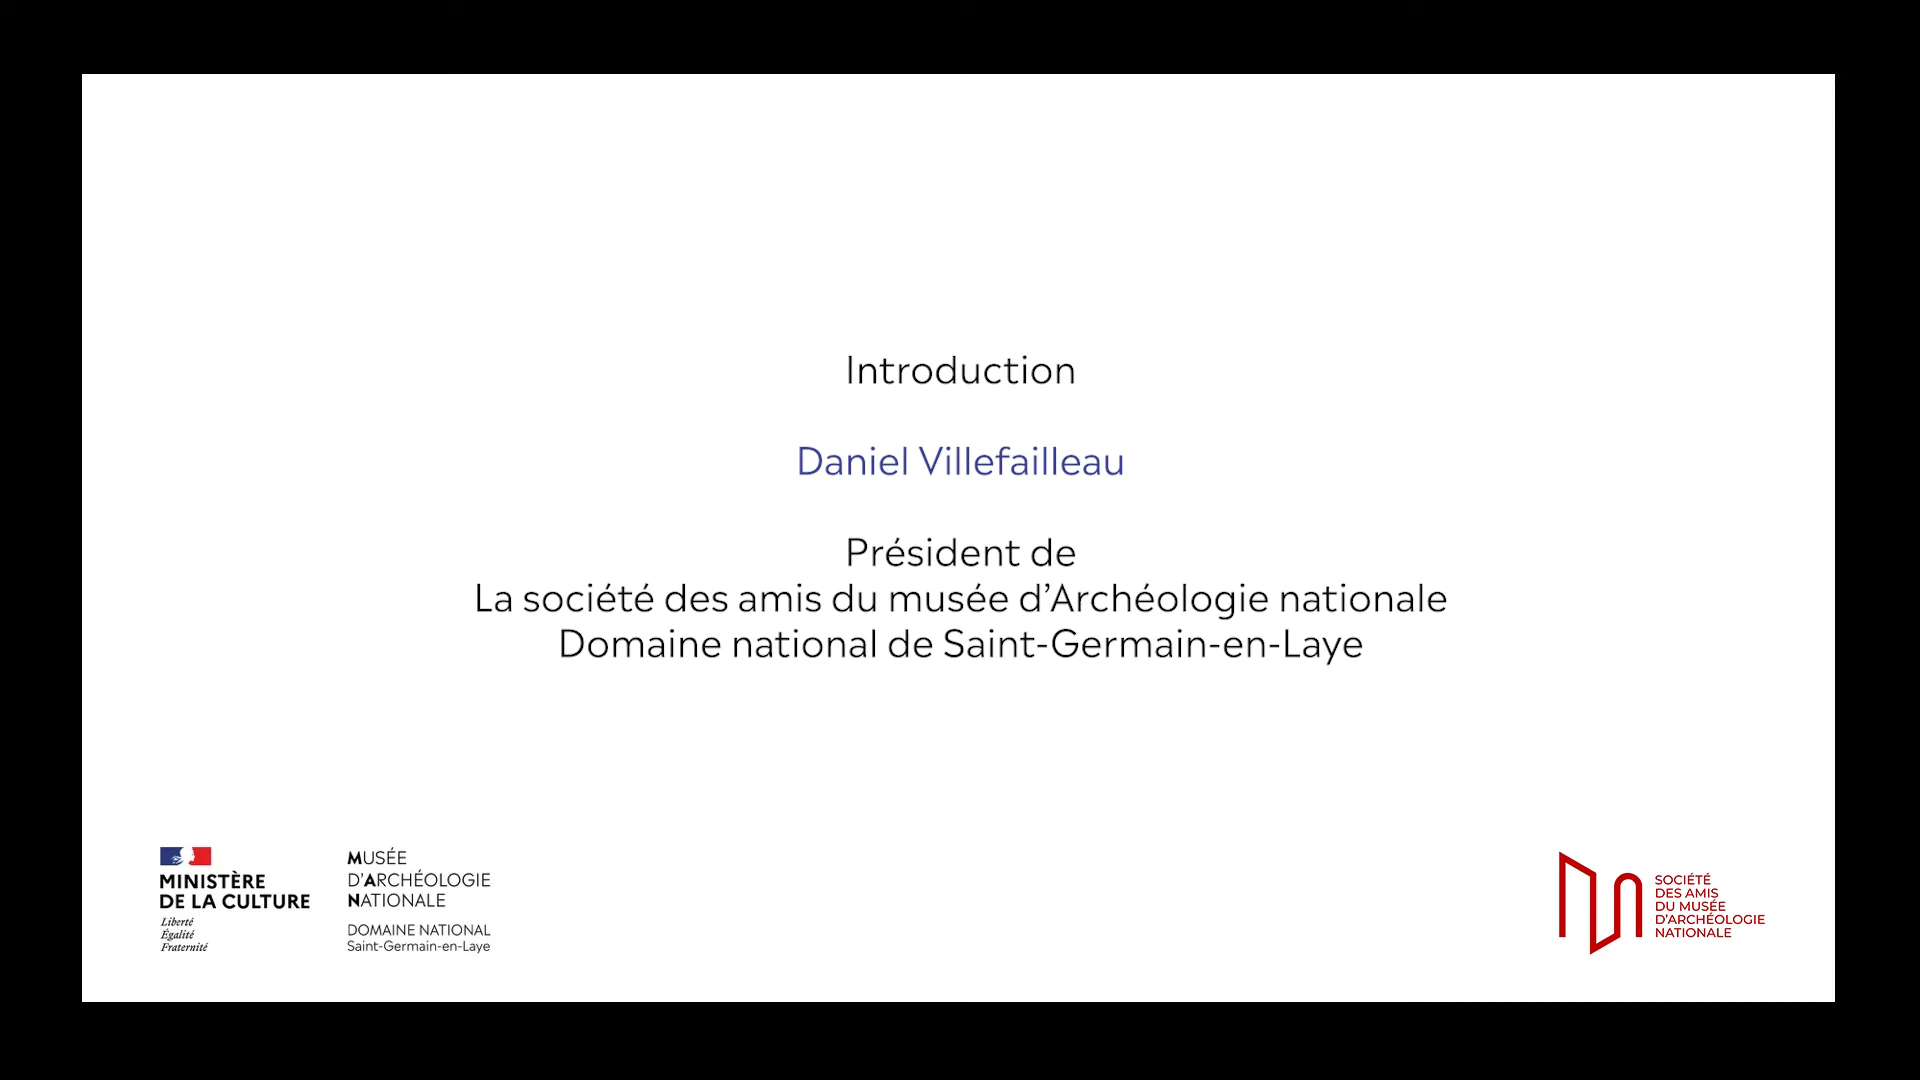 Introduction
Daniel Villefailleau
Président de
La société des amis du musée d’Archéologie nationale
Domaine national de Saint-Germain-en-Laye
MINISTÈRE
DE LA CULTURE
Liberté
Égalité
Fraternité
MUSÉE
D’ARCHÉOLOGIE
NATIONALE
DOMAINE NATIONAL
Saint-Germain-en-Laye
SOCIÉTÉ
DES AMIS
DU MUSÉE
D’ARCHÉOLOGIE
NATIONALE